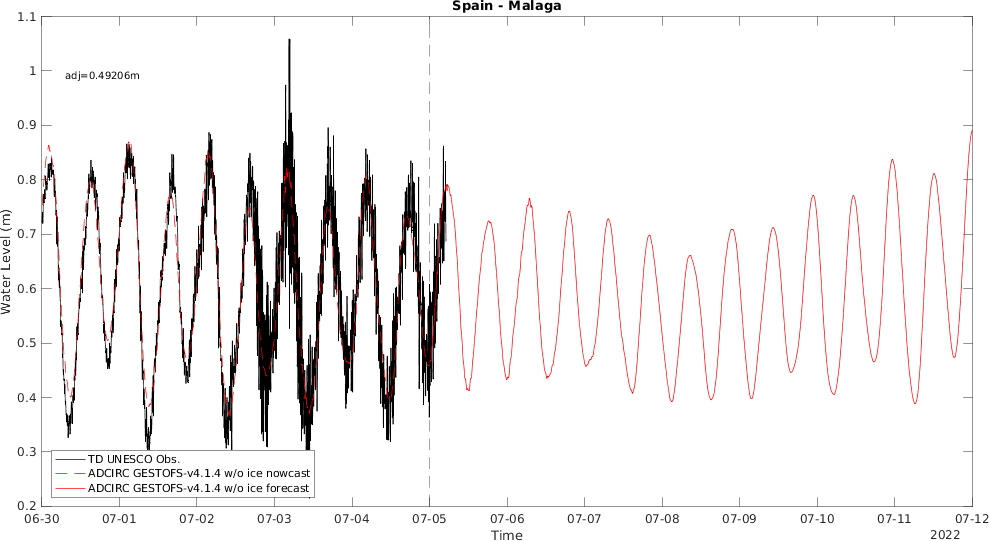 Spain - Malaga
1.1
1
0.9
0.8
0.7
0.6
0.5
0.4
0.3
0.2
Water Level (m)
adj=0.49206m
TD UNESCO Obs.
ADCIRC GESTOFS-v4.1.4 w/o ice nowcast
ADCIRC GESTOFS-v4.1.4 w/o ice forecast
06-30 07-01 07-02 07-03 07-04 07-05 07-06 07-07 07-08 07-09 07-10 07-11 07-12
Time
2022